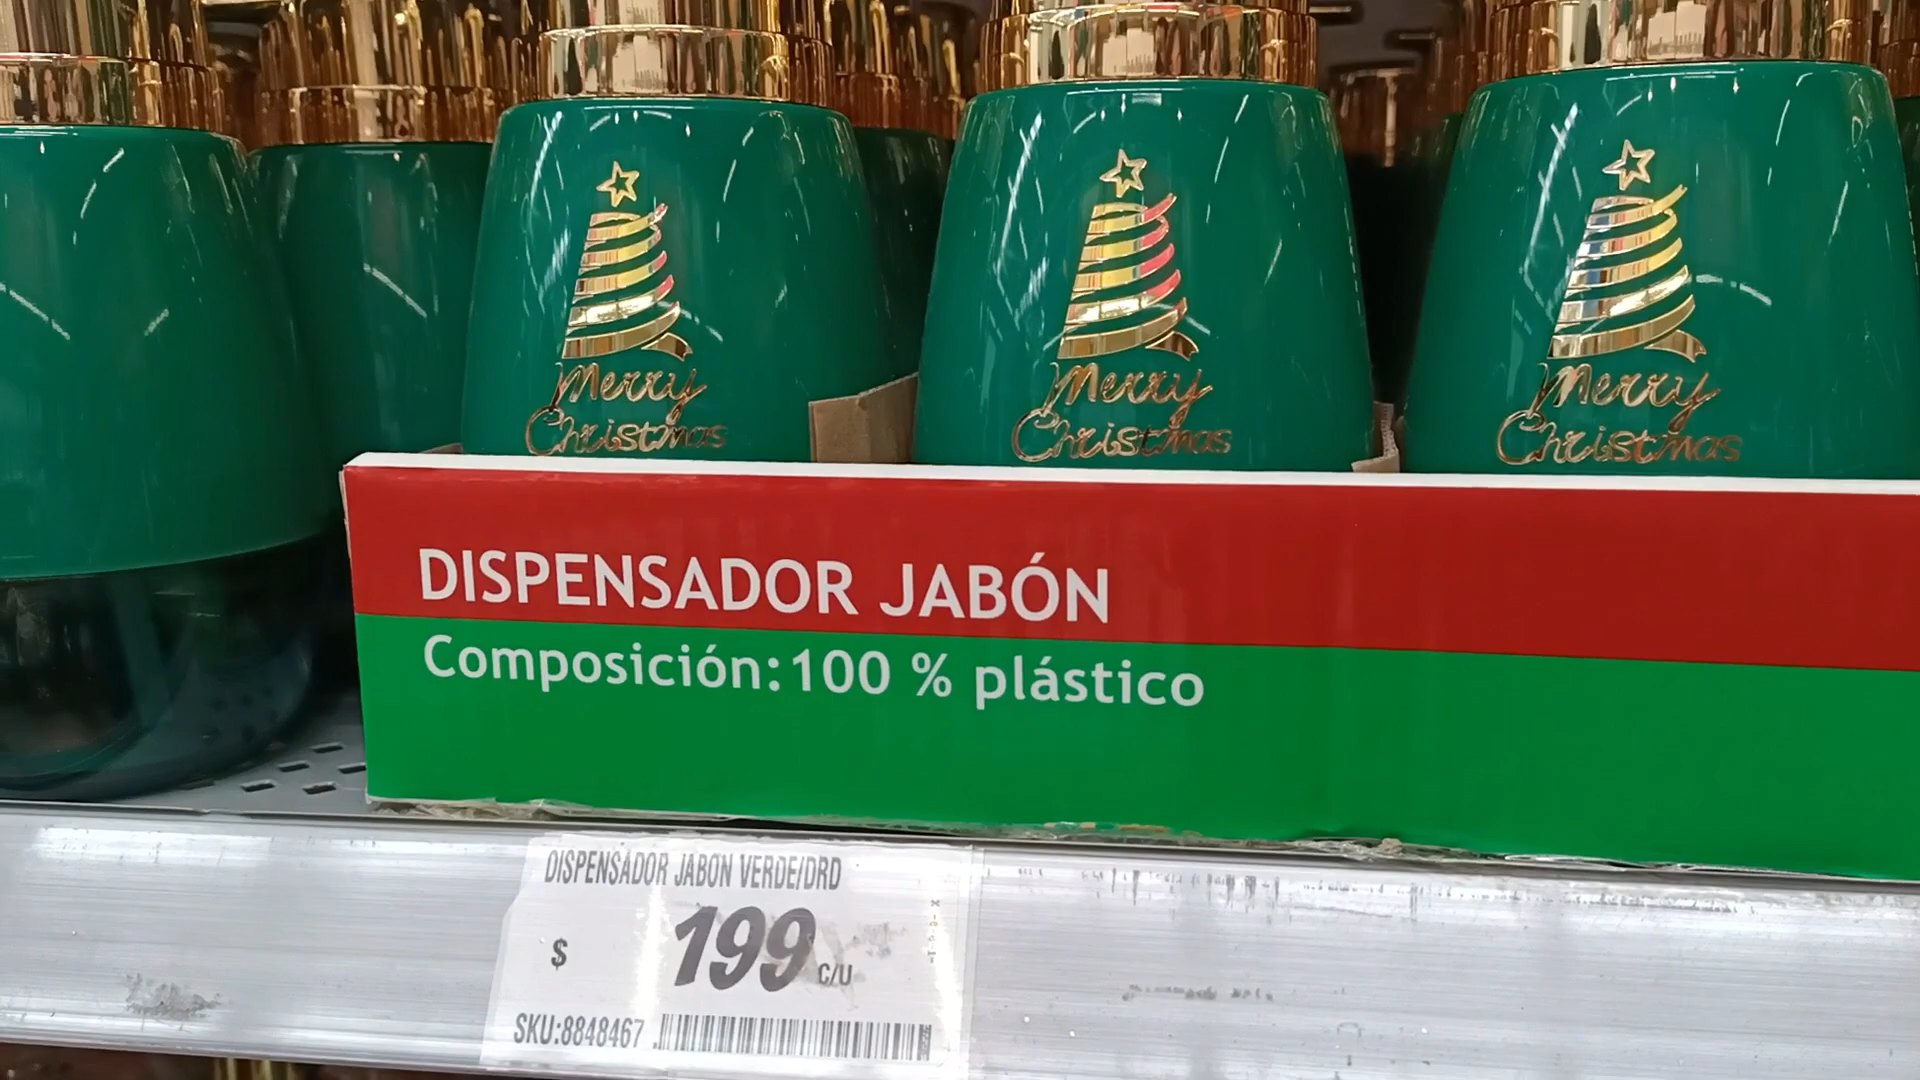 Merry
Christmas
Merry
Christmas
Merry
Christmas
DISPENSADOR JABÓN
Composición: 100 % plástico
DISPENSADOR JABON VERDE/DRD
$ 199 C/U
SKU:8848467